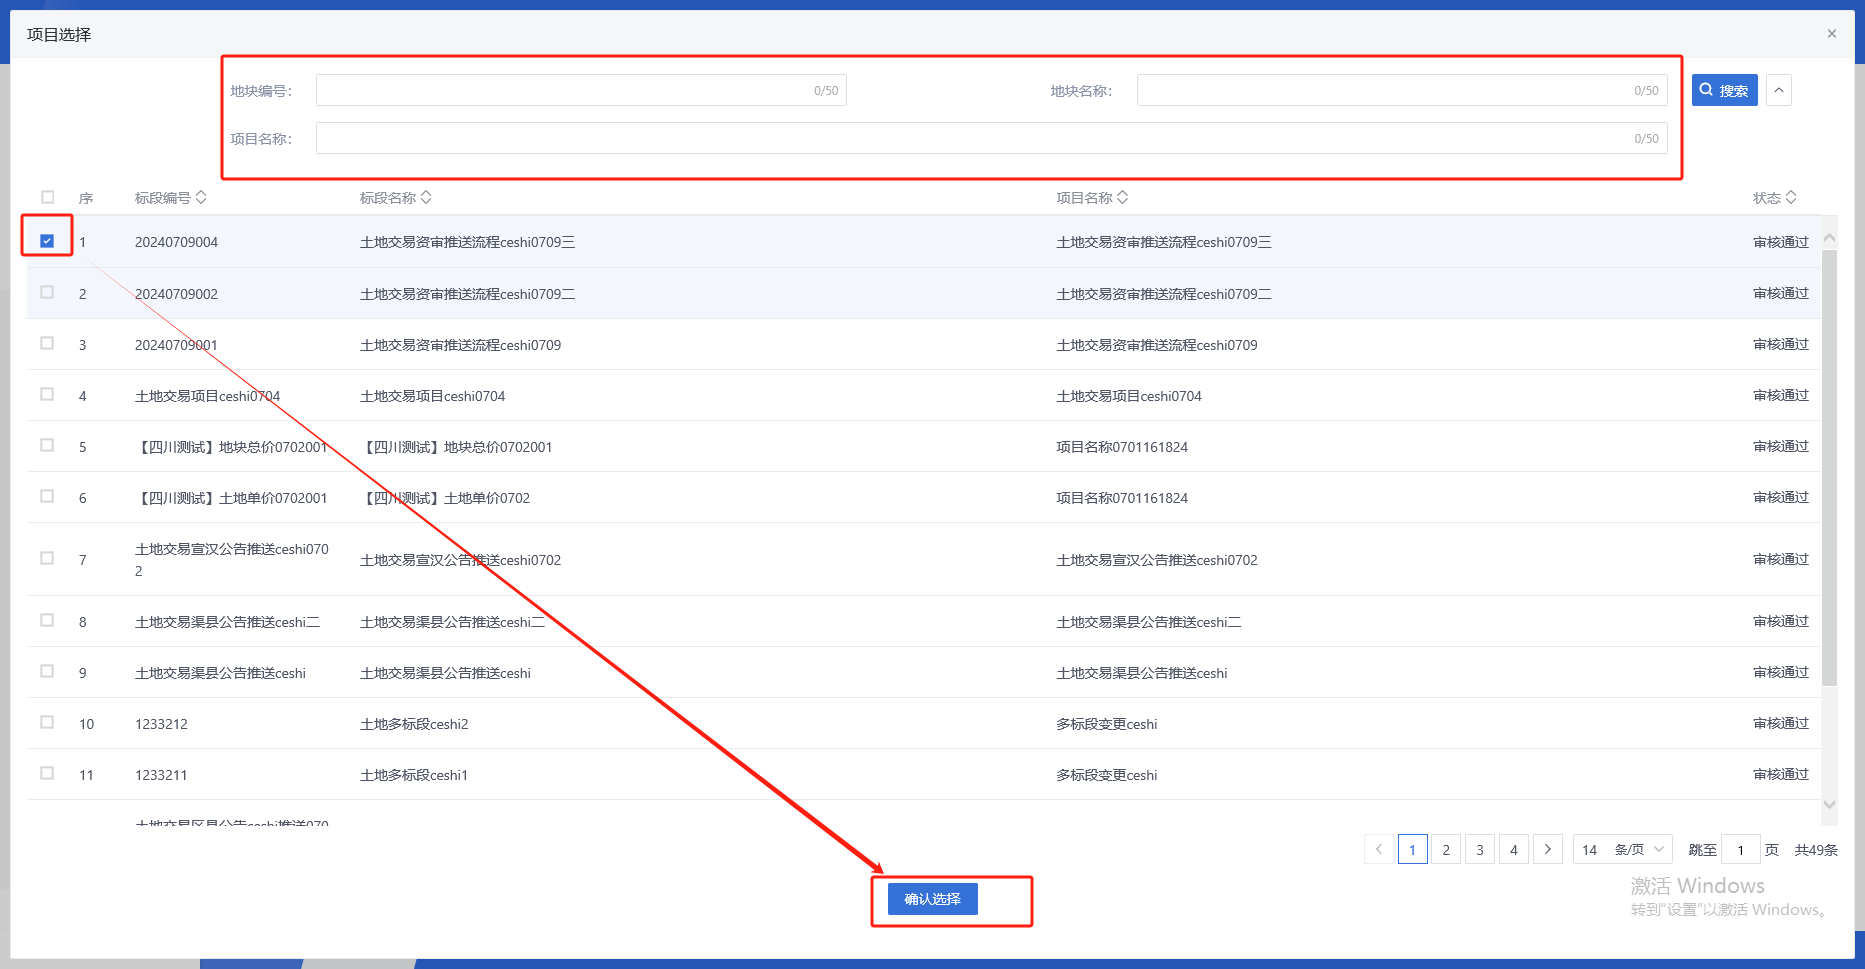 项目选择
地块编号：
0/50
地块名称：
0/50
搜索
项目名称：
0/50
序 标段编号 标段名称 项目名称 状态
1 20240709004 土地交易资审推送流程ceshi0709三 土地交易资审推送流程ceshi0709三 审核通过
2 20240709002 土地交易资审推送流程ceshi0709二 土地交易资审推送流程ceshi0709二 审核通过
3 20240709001 土地交易资审推送流程ceshi0709 土地交易资审推送流程ceshi0709 审核通过
4 土地交易项目ceshi0704 土地交易项目ceshi0704 土地交易项目ceshi0704 审核通过
5 【四川测试】地块总价0702001 【四川测试】地块总价0702001 项目名称0701161824 审核通过
6 【四川测试】土地单价0702001 【四川测试】土地单价0702 项目名称0701161824 审核通过
7 土地交易宣汉公告推送ceshi070
2 土地交易宣汉公告推送ceshi0702 土地交易宣汉公告推送ceshi0702 审核通过
8 土地交易渠县公告推送ceshi二 土地交易渠县公告推送ceshi二 土地交易渠县公告推送ceshi二 审核通过
9 土地交易渠县公告推送ceshi 土地交易渠县公告推送ceshi 土地交易渠县公告推送ceshi 审核通过
10 1233212 土地多标段ceshi2 多标段变更ceshi 审核通过
11 1233211 土地多标段ceshi1 多标段变更ceshi 审核通过
土地交易区县公告ceshi推送070
1 2 3 4 14 条/页 跳至 1 页 共49条
确认选择
激活 Windows
转到"设置"以激活 Windows。